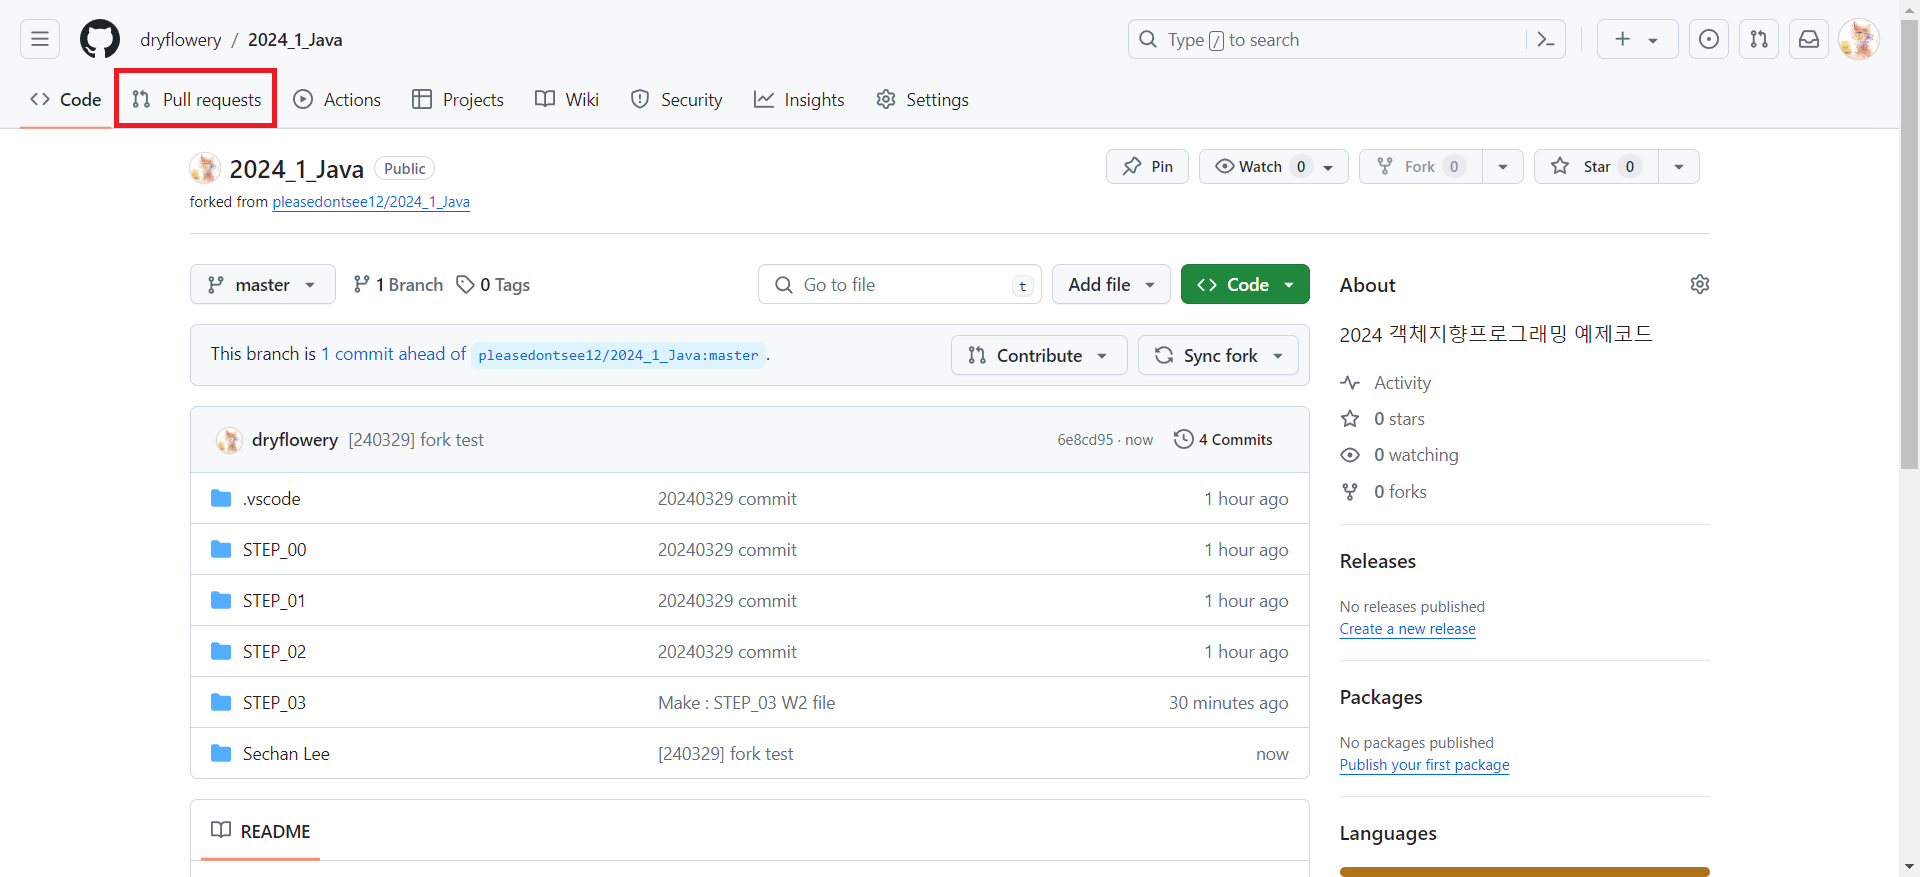 dryflowery / 2024_1_Java
Type / to search
Code
Pull requests
Actions
Projects
Wiki
Security
Insights
Settings
2024_1_Java Public
forked from pleasedontsee12/2024_1_Java
Pin
Watch 0
Fork 0
Star 0
master
1 Branch
0 Tags
Go to file t
Add file
Code
This branch is 1 commit ahead of pleasedontsee12/2024_1_Java:master .
Contribute
Sync fork
dryflowery [240329] fork test 6e8cd95 · now 4 Commits
.vscode 20240329 commit 1 hour ago
STEP_00 20240329 commit 1 hour ago
STEP_01 20240329 commit 1 hour ago
STEP_02 20240329 commit 1 hour ago
STEP_03 Make : STEP_03 W2 file 30 minutes ago
Sechan Lee [240329] fork test now
README
About
2024 객체지향프로그래밍 예제코드
Activity
0 stars
0 watching
0 forks
Releases
No releases published
Create a new release
Packages
No packages published
Publish your first package
Languages